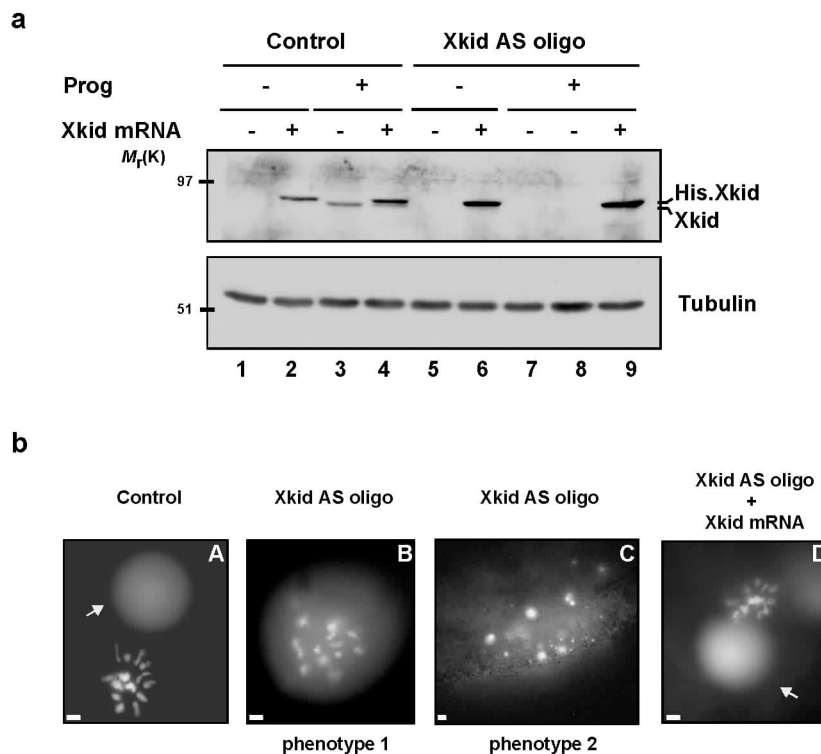 a
Control Xkid AS oligo
Prog - + - +
Xkid mRNA - + - + - + - - +
Mr(K)
97
His.Xkid
Xkid
51
Tubulin
1 2 3 4 5 6 7 8 9
b
Control Xkid AS oligo Xkid AS oligo Xkid AS oligo
+
Xkid mRNA
A B C D
phenotype 1 phenotype 2